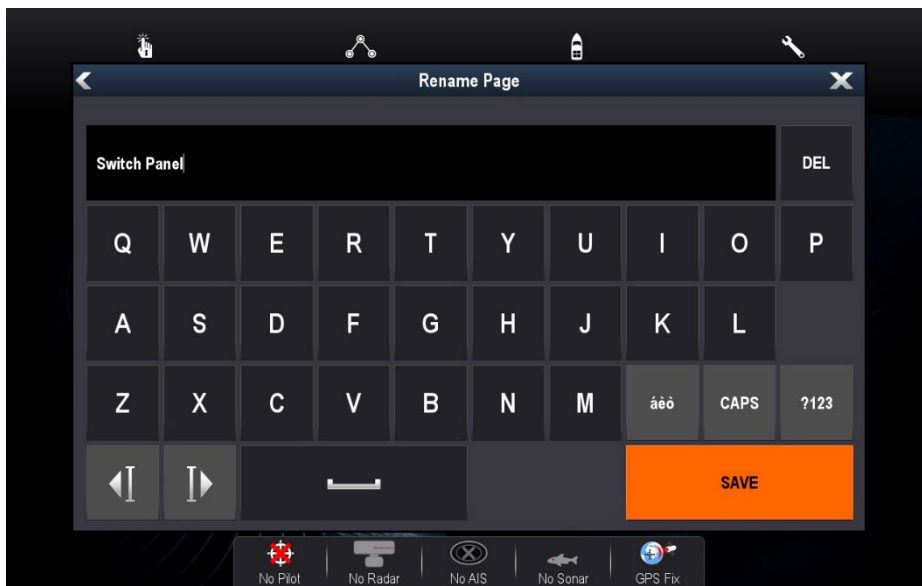 Rename Page
Switch Panel
DEL
Q W E R T Y U I O P
A S D F G H J K L
Z X C V B N M áèò CAPS ?123
SAVE
No Pilot No Radar No AIS No Sonar GPS Fix